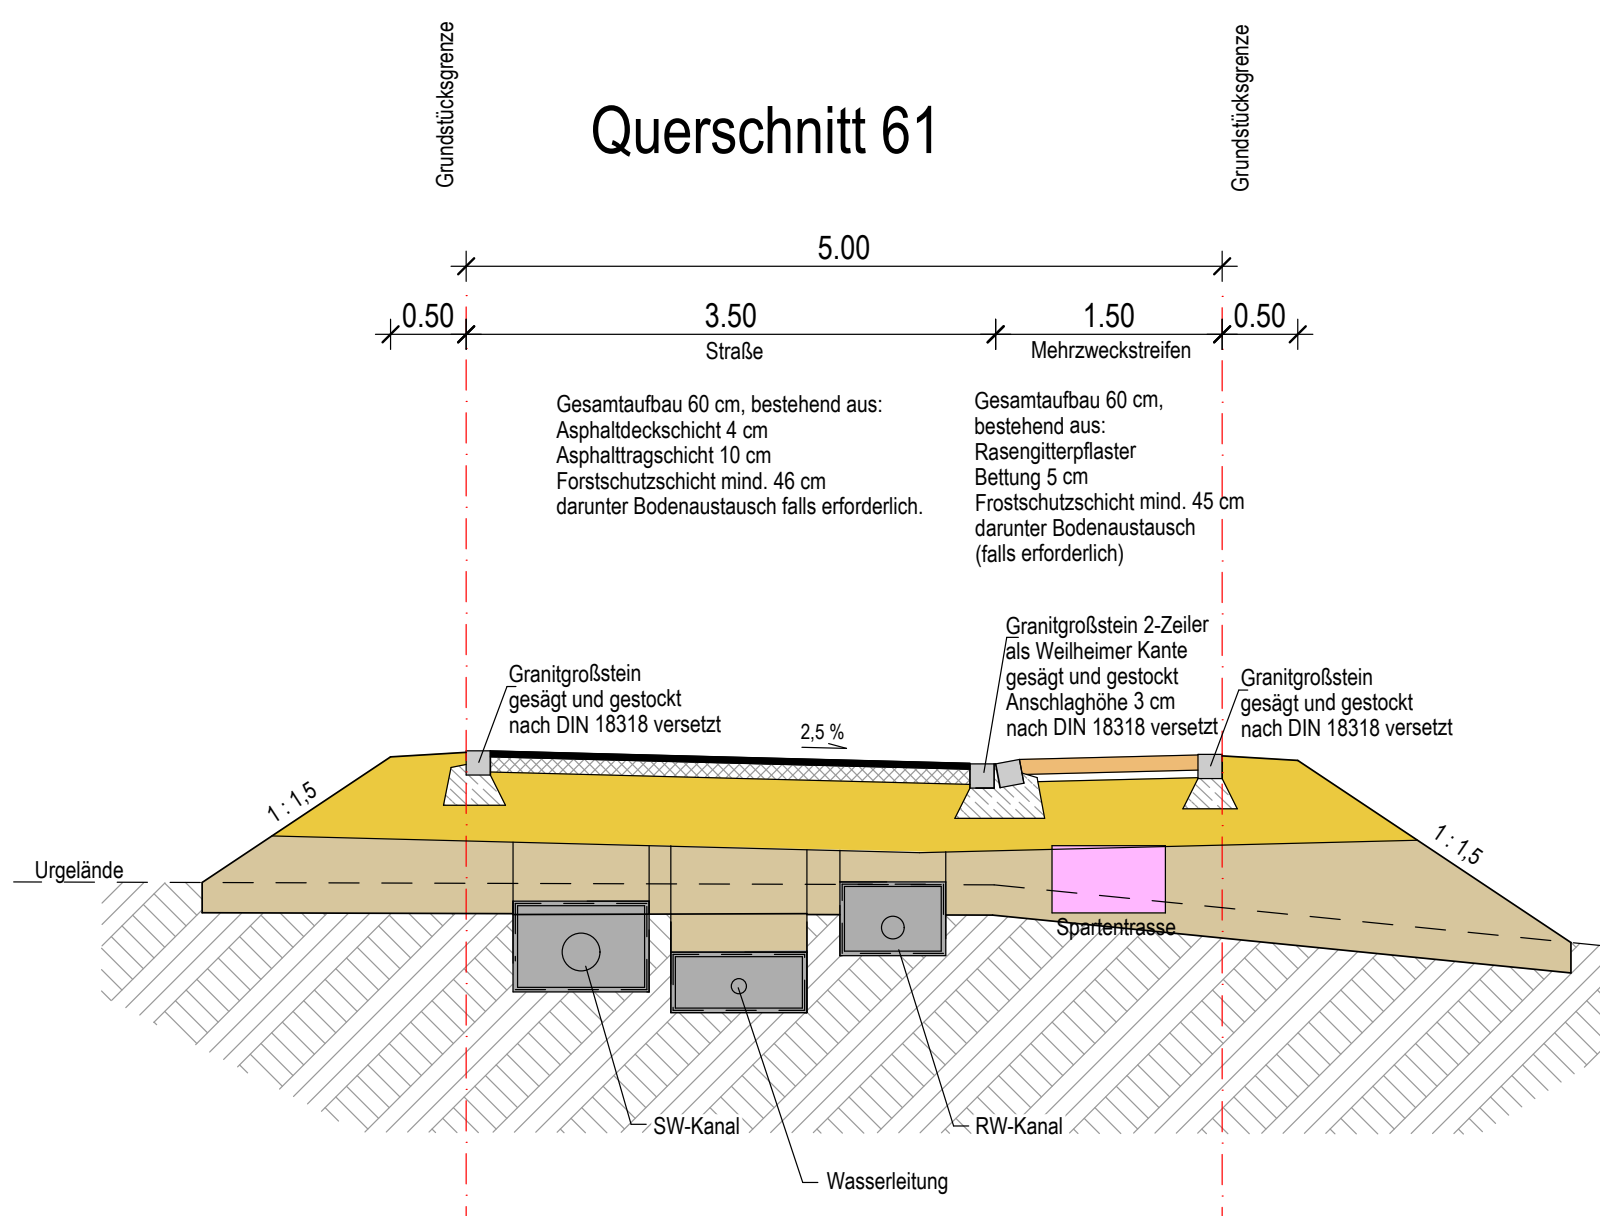 Grundstücksgrenze
Grundstücksgrenze
Querschnitt 61
5.00
0.50
3.50
1.50
0.50
Straße
Mehrzweckstreifen
Gesamtaufbau 60 cm, bestehend aus:
Asphaltdeckschicht 4 cm
Asphalttragschicht 10 cm
Forstschutzschicht mind. 46 cm
darunter Bodenaustausch falls erforderlich.
Gesamtaufbau 60 cm,
bestehend aus:
Rasengitterpflaster
Bettung 5 cm
Frostschutzschicht mind. 45 cm
darunter Bodenaustausch
(falls erforderlich)
Granitgroßstein
gesägt und gestockt
nach DIN 18318 versetzt
2,5 %
Granitgroßstein 2-Zeiler
als Weilheimer Kante
gesägt und gestockt
Anschlaghöhe 3 cm
nach DIN 18318 versetzt
Granitgroßstein
gesägt und gestockt
nach DIN 18318 versetzt
1 : 1,5
1 : 1,5
Urgelände
Spartentrasse
SW-Kanal
RW-Kanal
Wasserleitung